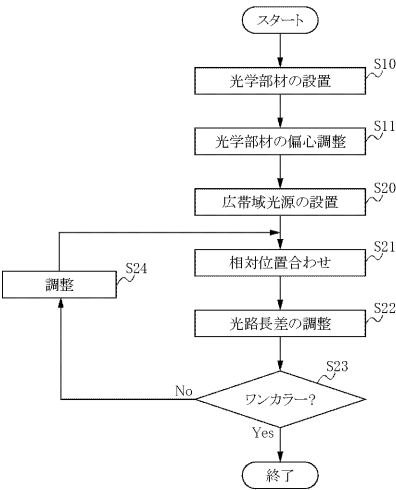 スタート
S10
光学部材の設置
S11
光学部材の偏心調整
S20
広帯域光源の設置
S21
相対位置合わせ
S24
調整
S22
光路長差の調整
S23
ワンカラー?
No
Yes
終了